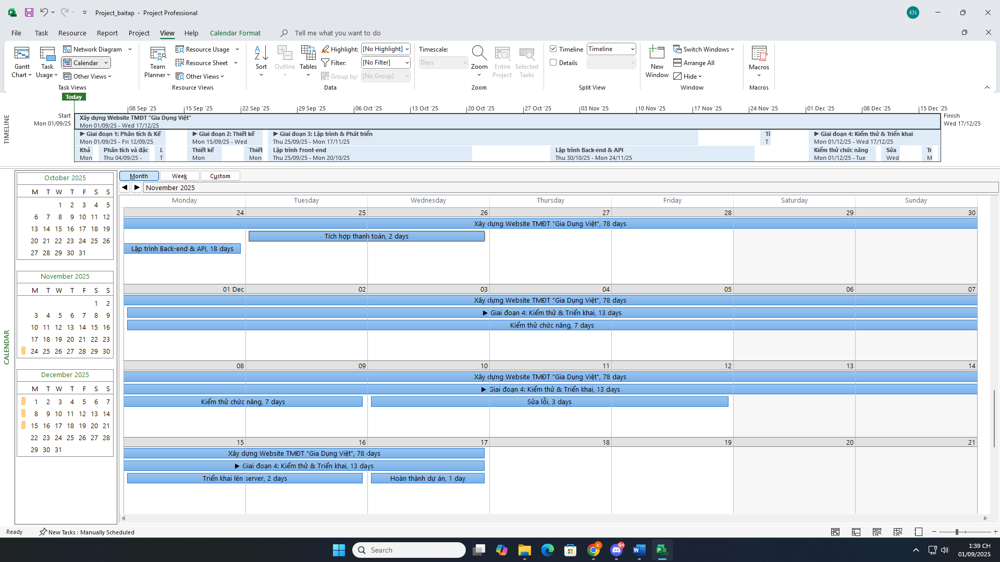 Project_baitap - Project Professional
KN
File Task Resource Report Project View Help Calendar Format Tell me what you want to do
Gantt Chart
Task Usage
Network Diagram
Calendar
Other Views
Task Views
Team Planner
Resource Usage
Resource Sheet
Other Views
Resource Views
Sort
Outline
Tables
Highlight: [No Highlight]
Filter: [No Filter]
Group by: [No Group]
Data
Timescale:
Days
Zoom
Entire Project
Selected Tasks
Zoom
Timeline Timeline
Details
Split View
New Window
Switch Windows
Arrange All
Hide
Window
Macros
Macros
Today
TIMELINE
08 Sep '25 15 Sep '25 22 Sep '25 29 Sep '25 06 Oct '25 13 Oct '25 20 Oct '25 27 Oct '25 03 Nov '25 10 Nov '25 17 Nov '25 24 Nov '25 01 Dec '25 08 Dec '25 15 Dec '25
Start
Mon 01/09/25
Xây dựng Website TMĐT "Gia Dụng Việt"
Mon 01/09/25 - Wed 17/12/25
Finish
Wed 17/12/25
▶ Giai đoạn 1: Phân tích & Kế ▶ Giai đoạn 2: Thiết kế ▶ Giai đoạn 3: Lập trình & Phát triển Tí ▶ Giai đoạn 4: Kiểm thử & Triển khai
Mon 01/09/25 - Fri 12/09/25 Mon 15/09/25 - Wed Thu 25/09/25 - Mon 17/11/25 T Mon 01/12/25 - Wed 17/12/25
Khả Phân tích và đặc L Thiết kế Thiết Lập trình Front-end Lập trình Back-end & API Kiểm thử chức năng Sửa Tr
Mon Thu 04/09/25 - T Mon Mon Thu 25/09/25 - Mon 20/10/25 Thu 30/10/25 - Mon 24/11/25 Mon 01/12/25 - Tue Wed M
CALENDAR
October 2025
M T W T F S S
1 2 3 4 5
6 7 8 9 10 11 12
13 14 15 16 17 18 19
20 21 22 23 24 25 26
27 28 29 30 31
November 2025
M T W T F S S
1 2
3 4 5 6 7 8 9
10 11 12 13 14 15 16
17 18 19 20 21 22 23
24 25 26 27 28 29 30
December 2025
M T W T F S S
1 2 3 4 5 6 7
8 9 10 11 12 13 14
15 16 17 18 19 20 21
22 23 24 25 26 27 28
29 30 31
Month Week Custom
November 2025
Monday Tuesday Wednesday Thursday Friday Saturday Sunday
24 25 26 27 28 29 30
Xây dựng Website TMĐT "Gia Dụng Việt", 78 days
Tích hợp thanh toán, 2 days
Lập trình Back-end & API, 18 days
01 Dec 02 03 04 05 06 07
Xây dựng Website TMĐT "Gia Dụng Việt", 78 days
▶ Giai đoạn 4: Kiểm thử & Triển khai, 13 days
Kiểm thử chức năng, 7 days
08 09 10 11 12 13 14
Xây dựng Website TMĐT "Gia Dụng Việt", 78 days
▶ Giai đoạn 4: Kiểm thử & Triển khai, 13 days
Kiểm thử chức năng, 7 days Sửa lỗi, 3 days
15 16 17 18 19 20 21
Xây dựng Website TMĐT "Gia Dụng Việt", 78 days
▶ Giai đoạn 4: Kiểm thử & Triển khai, 13 days
Triển khai lên server, 2 days Hoàn thành dự án, 1 day
Ready New Tasks : Manually Scheduled
Search
K
9+
1:39 CH
01/09/2025